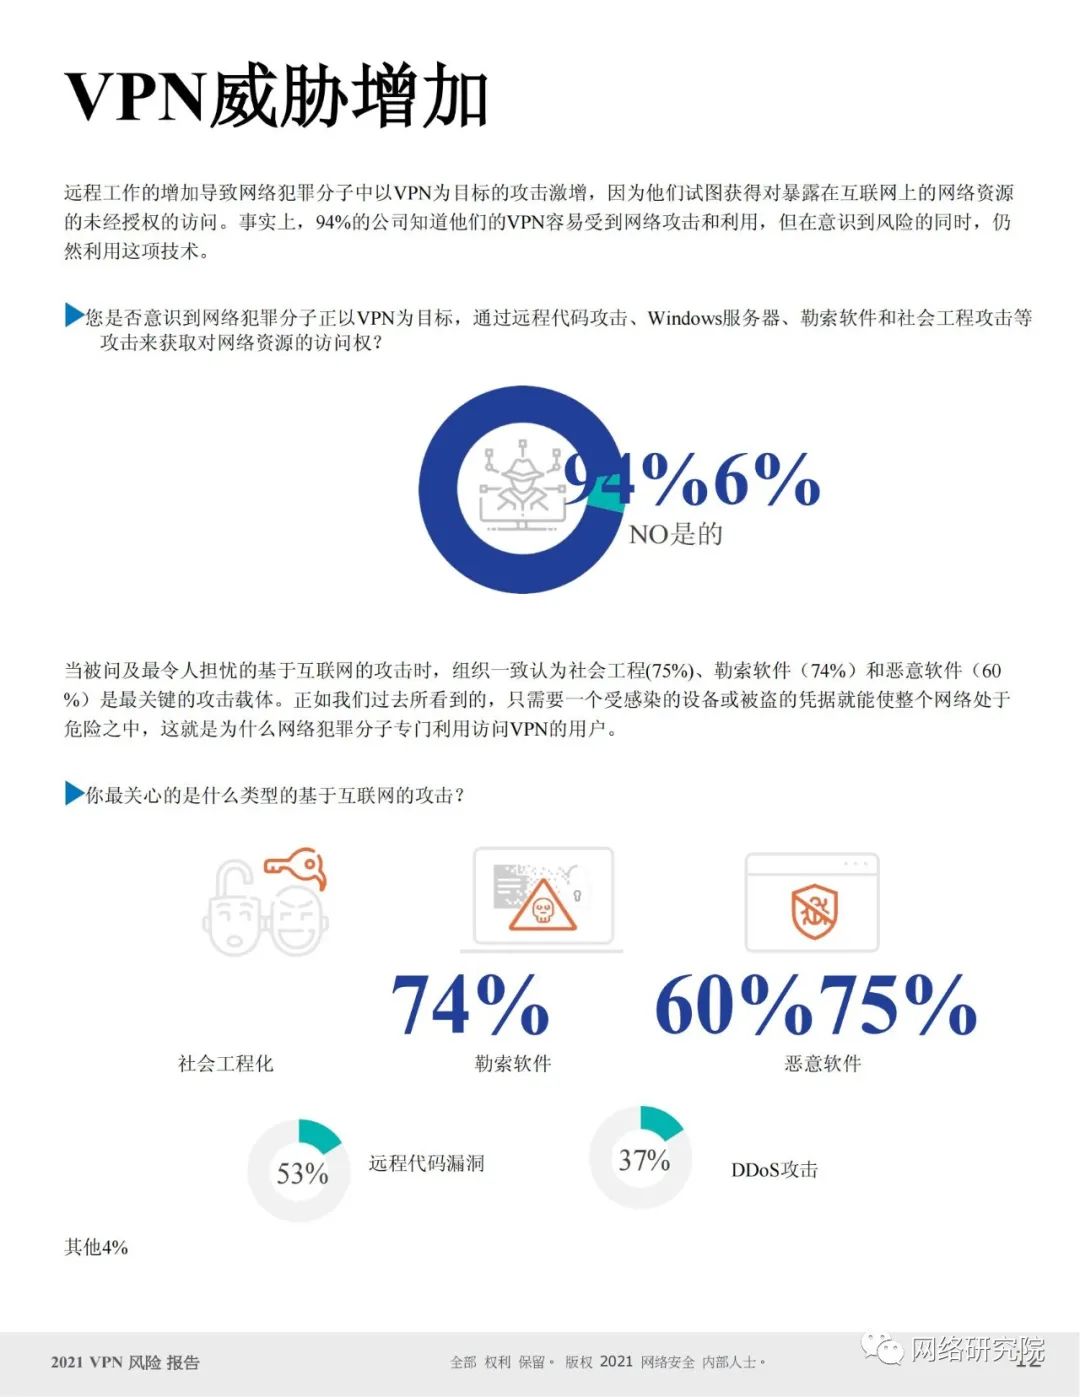 VPN威胁增加
远程工作的增加导致网络犯罪分子中以VPN为目标的攻击激增，因为他们试图获得对暴露在互联网上的网络资源
的未经授权的访问。事实上，94%的公司知道他们的VPN容易受到网络攻击和利用，但在意识到风险的同时，仍
然利用这项技术。
您是否意识到网络犯罪分子正以VPN为目标，通过远程代码攻击、Windows服务器、勒索软件和社会工程攻击等
攻击来获取对网络资源的访问权？
94%6%
NO是的
当被问及最令人担忧的基于互联网的攻击时，组织一致认为社会工程(75%)、勒索软件（74%）和恶意软件（60
%）是最关键的攻击载体。正如我们过去所看到的，只需要一个受感染的设备或被盗的凭据就能使整个网络处于
危险之中，这就是为什么网络犯罪分子专门利用访问VPN的用户。
你最关心的是什么类型的基于互联网的攻击？
74% 60%75%
社会工程化 勒索软件 恶意软件
53% 远程代码漏洞 37% DDoS攻击
其他4%
2021 VPN 风险 报告 全部 权利 保留。版权 2021 网络安全 内部人士。 12
网络研究院